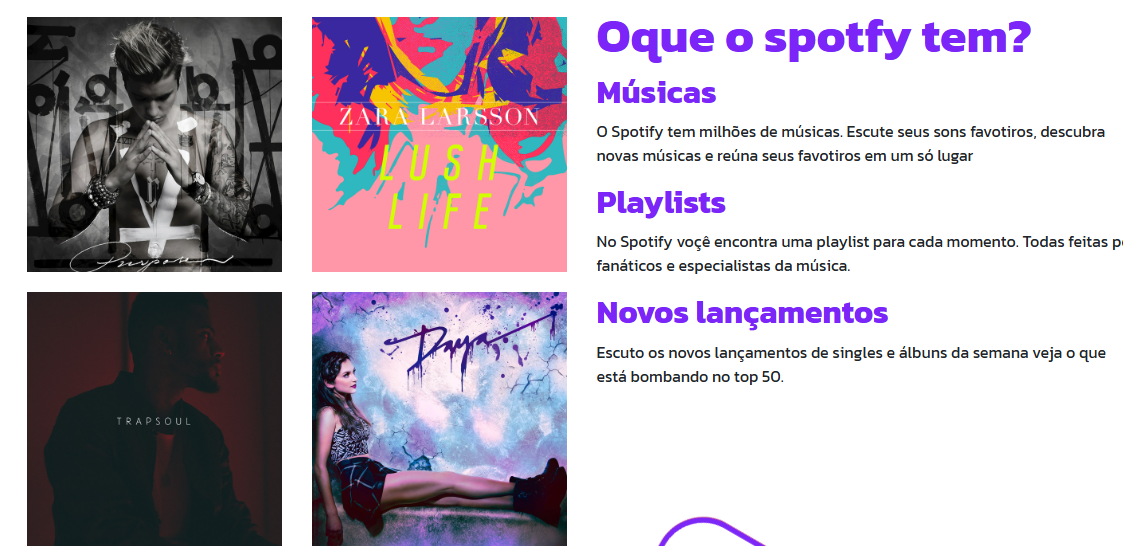 Purpose
ZARA LARSSON
LUSH
LIFE
TRAPSOUL
Daya
Oque o spotfy tem?
Músicas
O Spotify tem milhões de músicas. Escute seus sons favotiros, descubra
novas músicas e reúna seus favotiros em um só lugar
Playlists
No Spotify voçê encontra uma playlist para cada momento. Todas feitas
fanáticos e especialistas da música.
Novos lançamentos
Escuto os novos lançamentos de singles e álbuns da semana veja o que
está bombando no top 50.